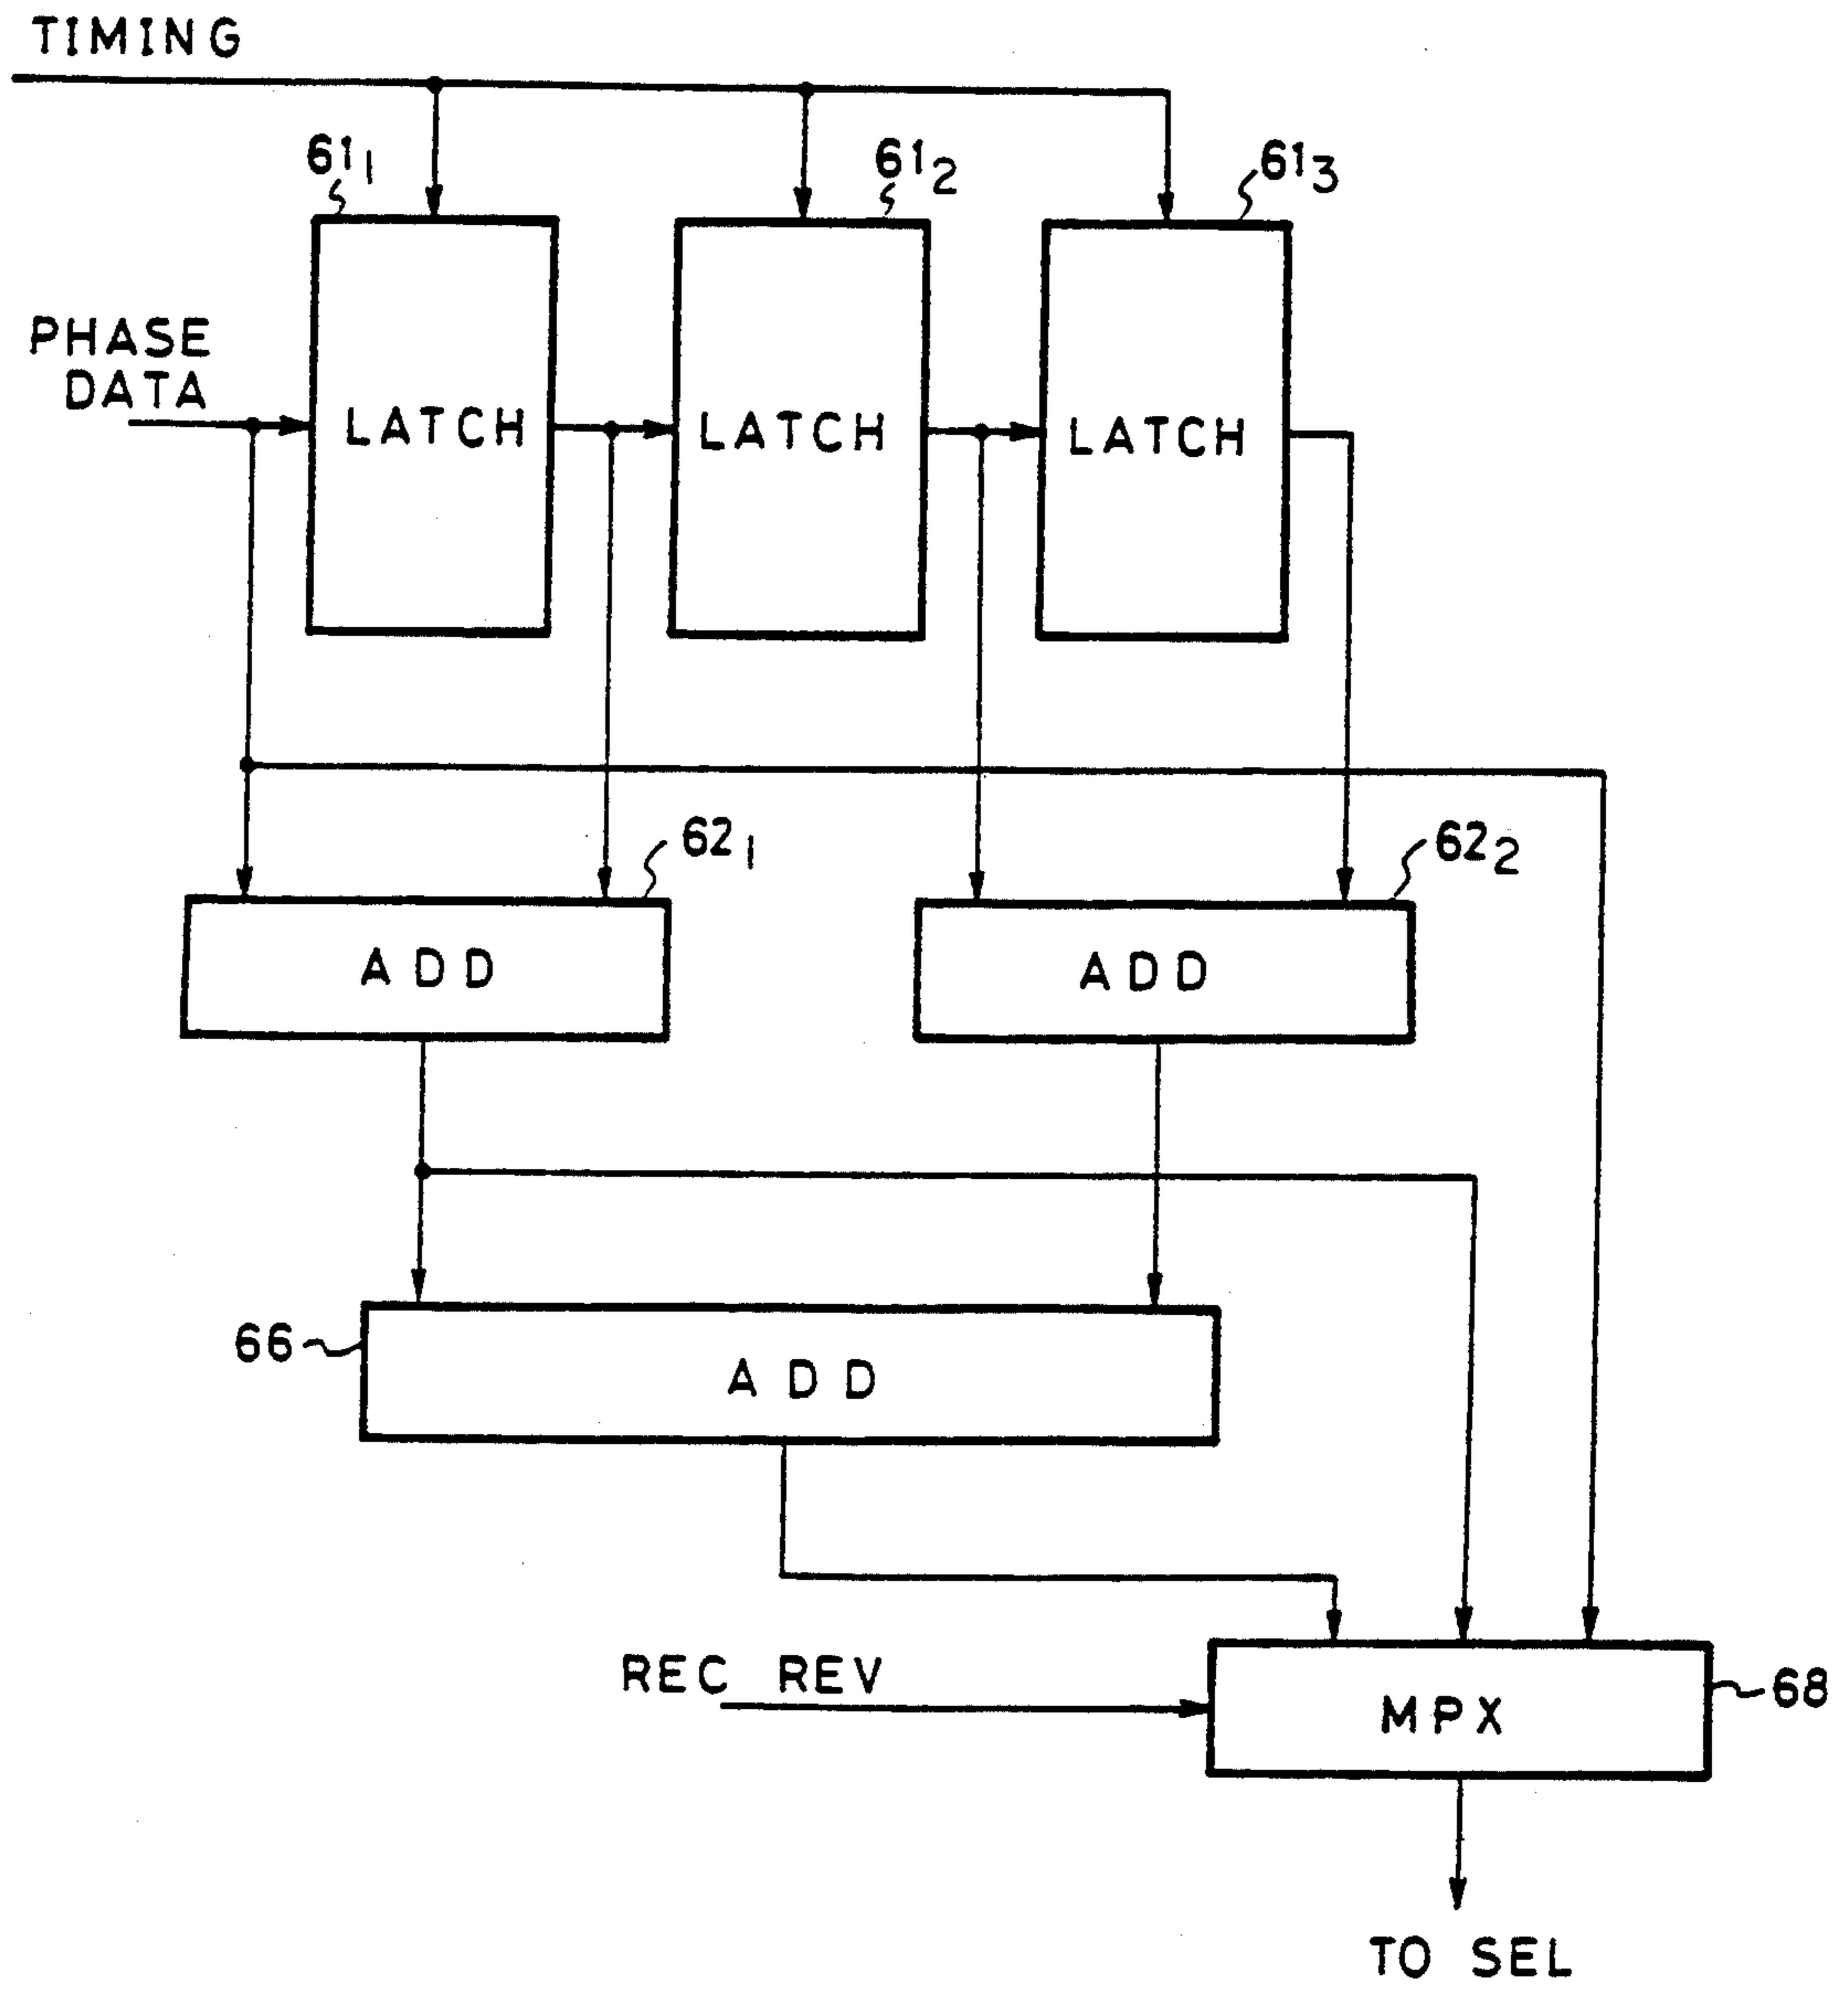 TIMING
61₁
61₂
61₃
PHASE
DATA
LATCH
LATCH
LATCH
62₁
62₂
ADD
ADD
66
ADD
REC REV
MPX
68
TO SEL